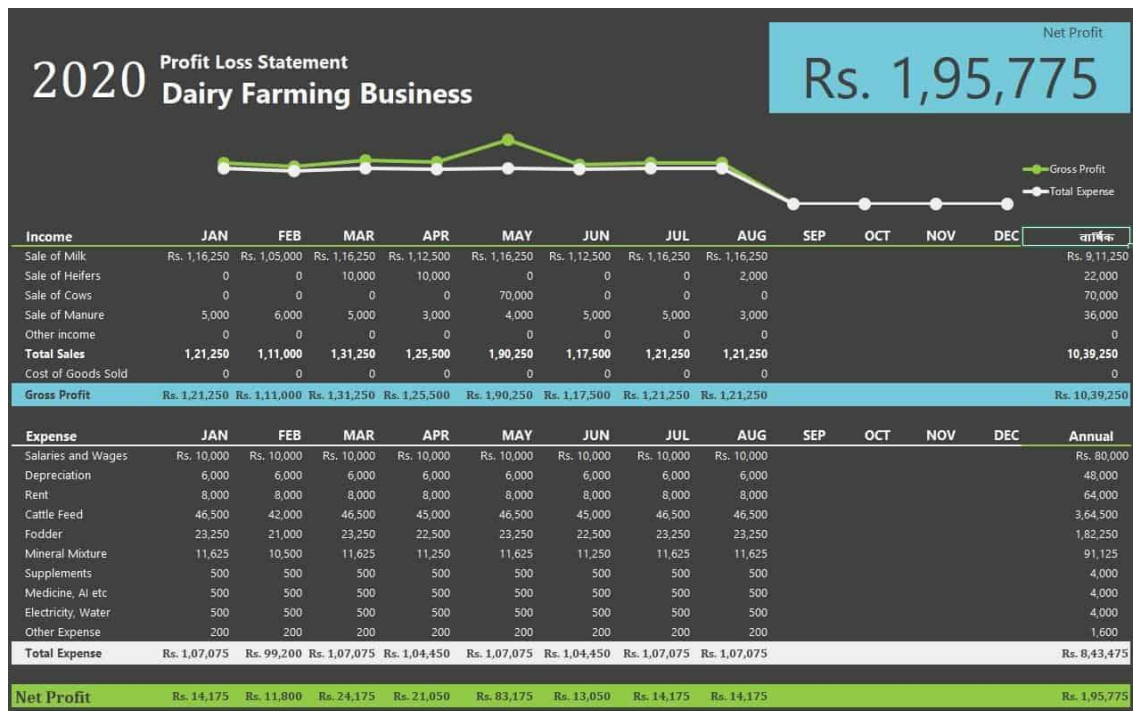 Net Profit
2020 Profit Loss Statement
Dairy Farming Business
Rs. 1,95,775
Gross Profit
Total Expense
Income JAN FEB MAR APR MAY JUN JUL AUG SEP OCT NOV DEC वार्षिक
Sale of Milk Rs. 1,16,250 Rs. 1,05,000 Rs. 1,16,250 Rs. 1,12,500 Rs. 1,16,250 Rs. 1,12,500 Rs. 1,16,250 Rs. 1,16,250 Rs. 9,11,250
Sale of Heifers 0 0 10,000 10,000 0 0 0 2,000 22,000
Sale of Cows 0 0 0 0 70,000 0 0 0 70,000
Sale of Manure 5,000 6,000 5,000 3,000 4,000 5,000 5,000 3,000 36,000
Other income 0 0 0 0 0 0 0 0 0
Total Sales 1,21,250 1,11,000 1,31,250 1,25,500 1,90,250 1,17,500 1,21,250 1,21,250 10,39,250
Cost of Goods Sold 0 0 0 0 0 0 0 0 0
Gross Profit Rs. 1,21,250 Rs. 1,11,000 Rs. 1,31,250 Rs. 1,25,500 Rs. 1,90,250 Rs. 1,17,500 Rs. 1,21,250 Rs. 1,21,250 Rs. 10,39,250
Expense JAN FEB MAR APR MAY JUN JUL AUG SEP OCT NOV DEC Annual
Salaries and Wages Rs. 10,000 Rs. 10,000 Rs. 10,000 Rs. 10,000 Rs. 10,000 Rs. 10,000 Rs. 10,000 Rs. 10,000 Rs. 80,000
Depreciation 6,000 6,000 6,000 6,000 6,000 6,000 6,000 6,000 48,000
Rent 8,000 8,000 8,000 8,000 8,000 8,000 8,000 8,000 64,000
Cattle Feed 46,500 42,000 46,500 45,000 46,500 45,000 46,500 46,500 3,64,500
Fodder 23,250 21,000 23,250 22,500 23,250 22,500 23,250 23,250 1,82,250
Mineral Mixture 11,625 10,500 11,625 11,250 11,625 11,250 11,625 11,625 91,125
Supplements 500 500 500 500 500 500 500 500 4,000
Medicine, AI etc 500 500 500 500 500 500 500 500 4,000
Electricity, Water 500 500 500 500 500 500 500 500 4,000
Other Expense 200 200 200 200 200 200 200 200 1,600
Total Expense Rs. 1,07,075 Rs. 99,200 Rs. 1,07,075 Rs. 1,04,450 Rs. 1,07,075 Rs. 1,04,450 Rs. 1,07,075 Rs. 1,07,075 Rs. 8,43,475
Net Profit Rs. 14,175 Rs. 11,800 Rs. 24,175 Rs. 21,050 Rs. 83,175 Rs. 13,050 Rs. 14,175 Rs. 14,175 Rs. 1,95,775